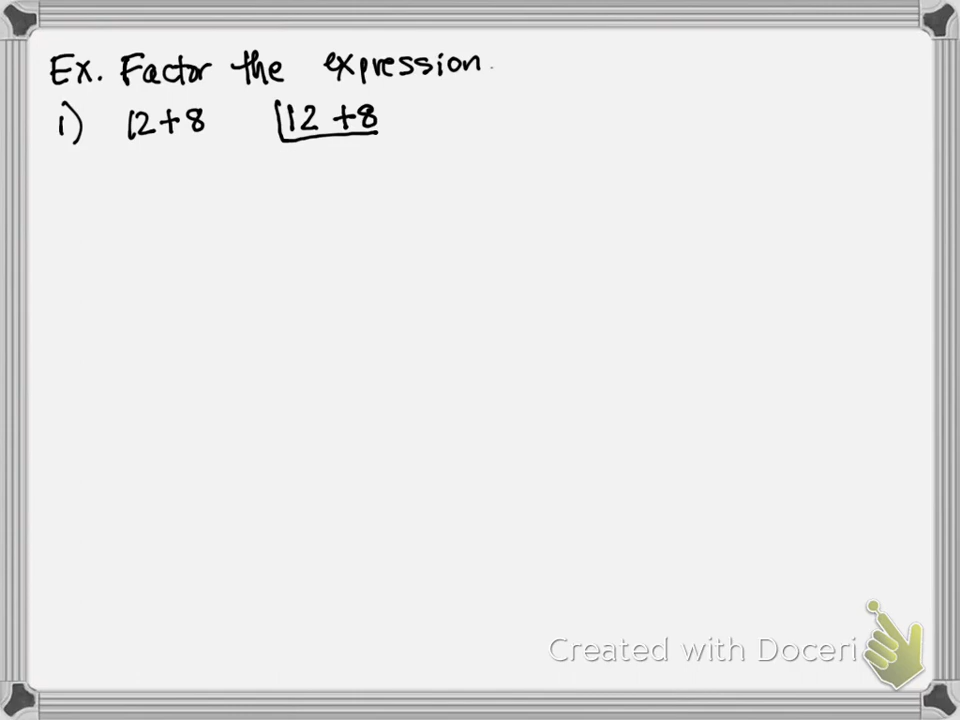 Ex. Factor the expression.
i) 12+8 12 +8
Created with Doceri